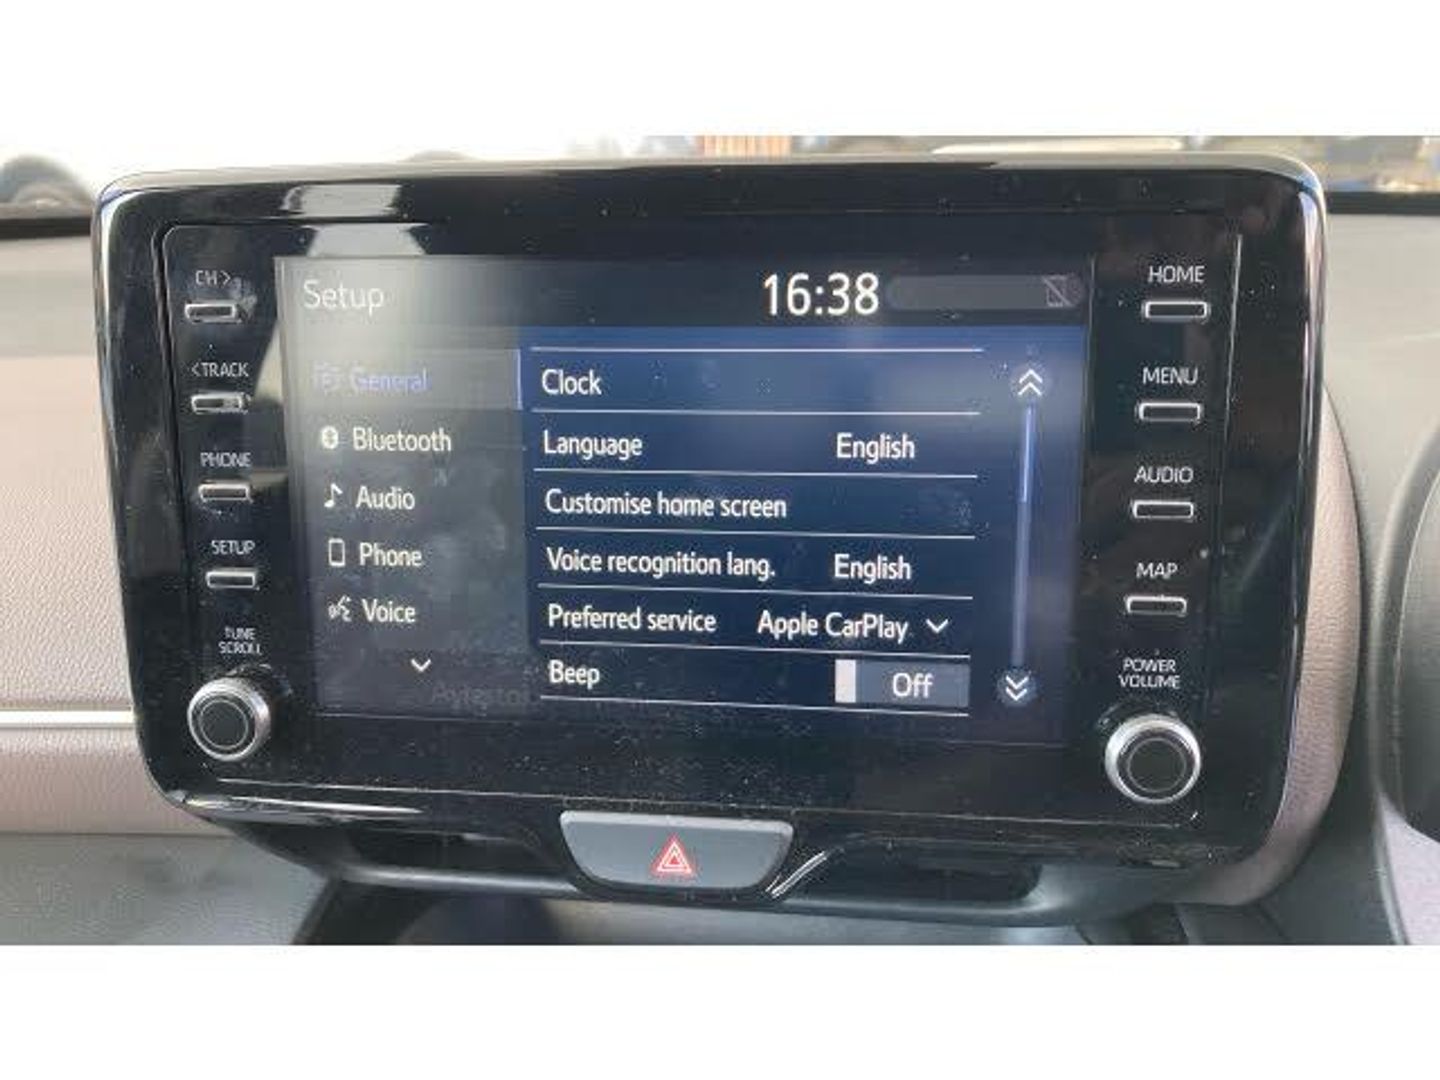 CH>
<TRACK
PHONE
SETUP
TUNE
SCROLL
Setup 16:38
General
Bluetooth
Audio
Phone
Voice
Clock
Language English
Customise home screen
Voice recognition lang. English
Preferred service Apple CarPlay
Beep Off
HOME
MENU
AUDIO
MAP
POWER
VOLUME